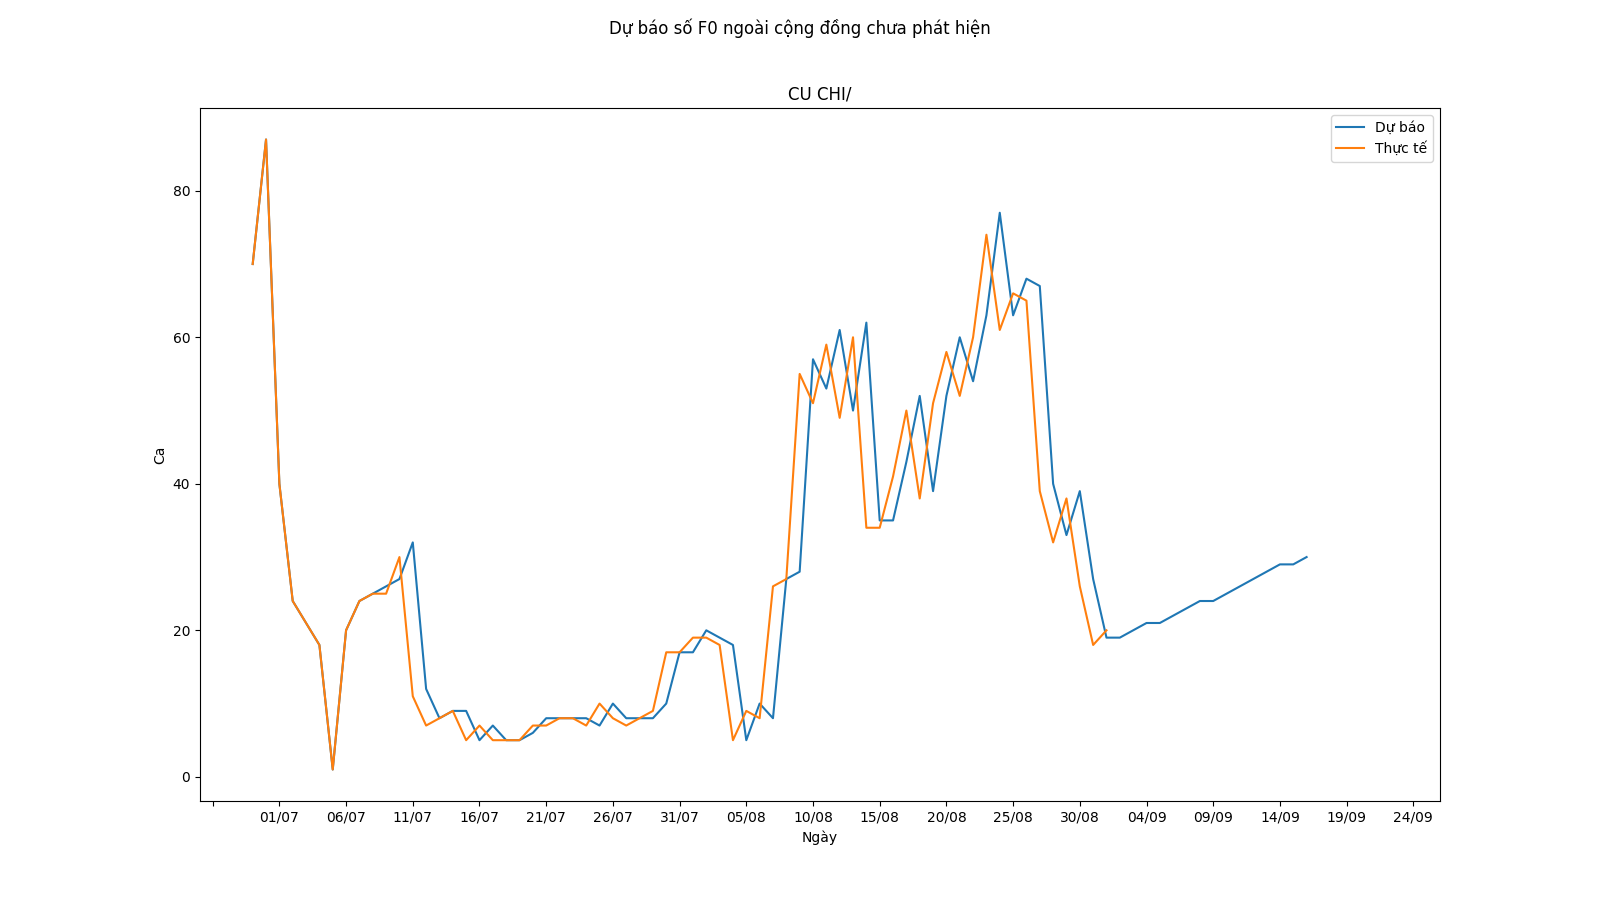 Dự báo số F0 ngoài cộng đồng chưa phát hiện
CU CHI/
Dự báo
Thực tế
80
60
40
20
0
Ca
01/07 06/07 11/07 16/07 21/07 26/07 31/07 05/08 10/08 15/08 20/08 25/08 30/08 04/09 09/09 14/09 19/09 24/09
Ngày